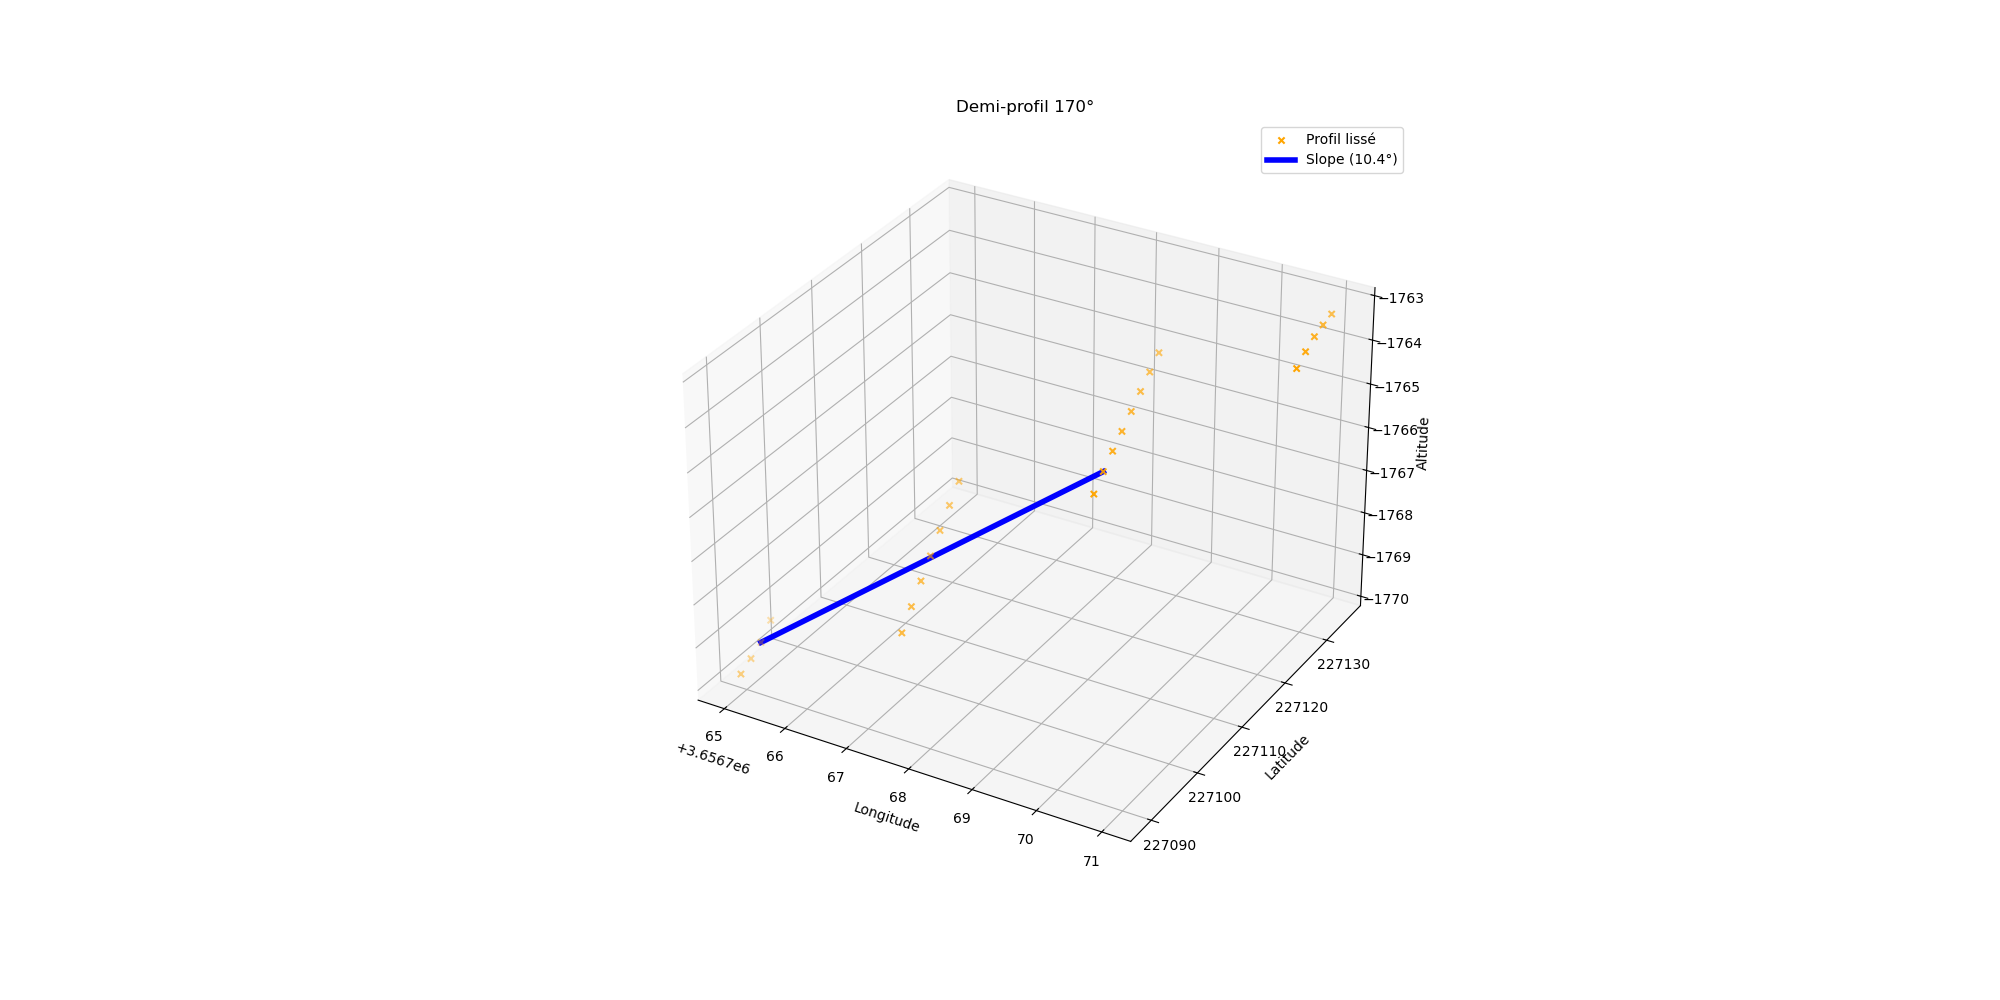 Demi-profil 170°
Profil lissé
Slope (10.4°)
−1763
−1764
−1765
−1766
−1767
−1768
−1769
−1770
Altitude
227130
227120
227110
227100
227090
Latitude
65
66
67
68
69
70
71
+3.6567e6
Longitude